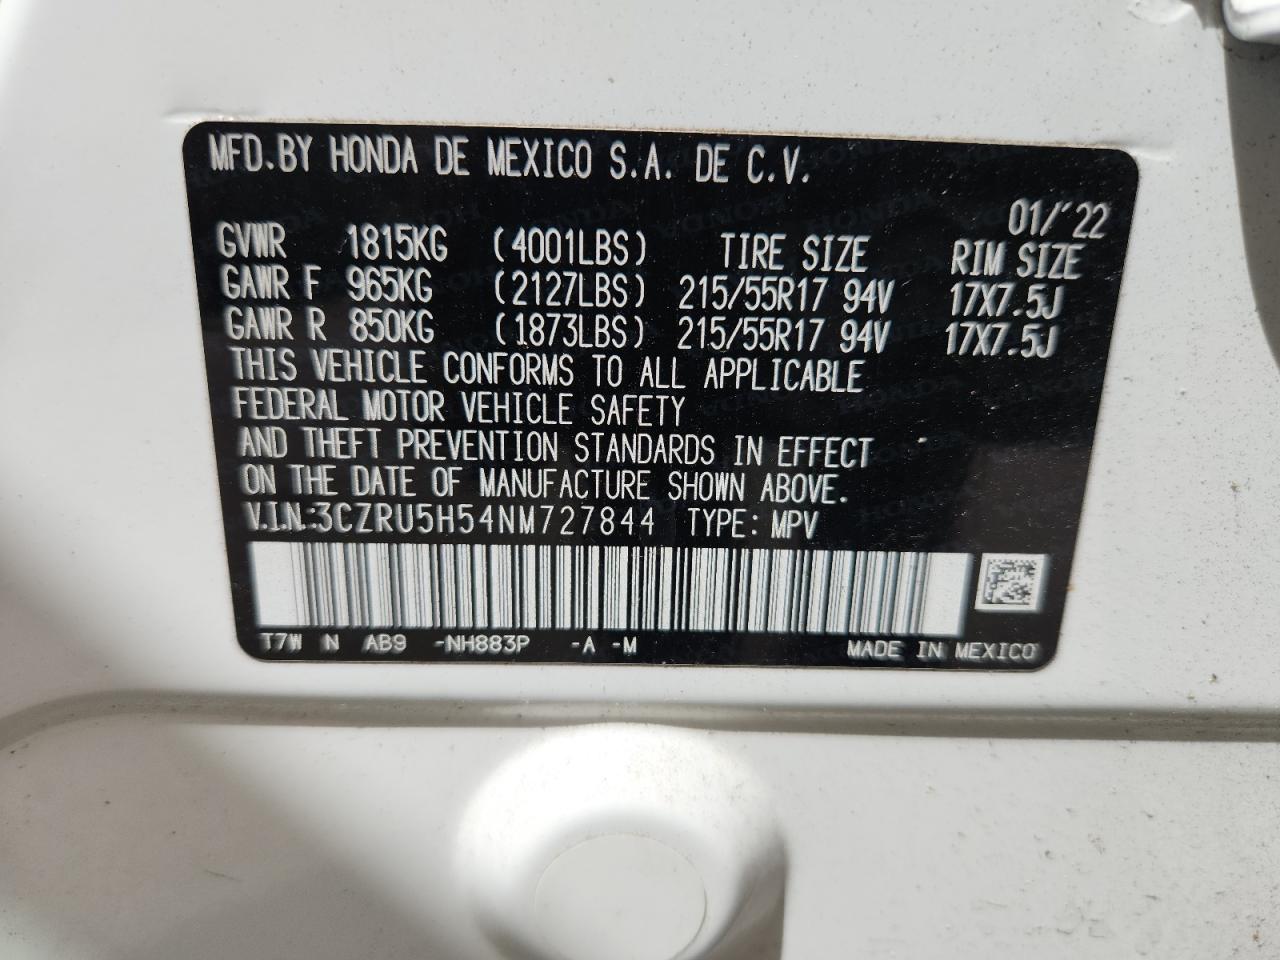 MFD.BY HONDA DE MEXICO S.A. DE C.V.
01/'22
GVWR 1815KG (4001LBS) TIRE SIZE RIM SIZE
GAWR F 965KG (2127LBS) 215/55R17 94V 17X7.5J
GAWR R 850KG (1873LBS) 215/55R17 94V 17X7.5J
THIS VEHICLE CONFORMS TO ALL APPLICABLE
FEDERAL MOTOR VEHICLE SAFETY
AND THEFT PREVENTION STANDARDS IN EFFECT
ON THE DATE OF MANUFACTURE SHOWN ABOVE.
V.I.N.:3CZRU5H54NM727844 TYPE: MPV
T7W N AB9 -NH883P -A -M MADE IN MEXICO